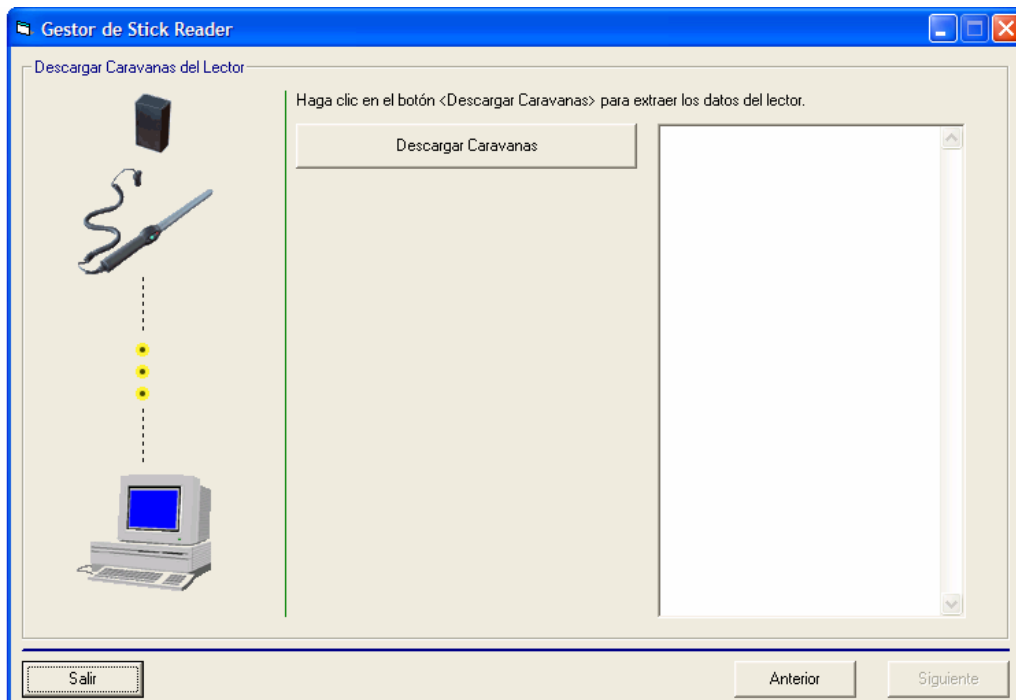 Gestor de Stick Reader
Descargar Caravanas del Lector
Haga clic en el botón <Descargar Caravanas> para extraer los datos del lector.
Descargar Caravanas
Salir
Anterior
Siguiente